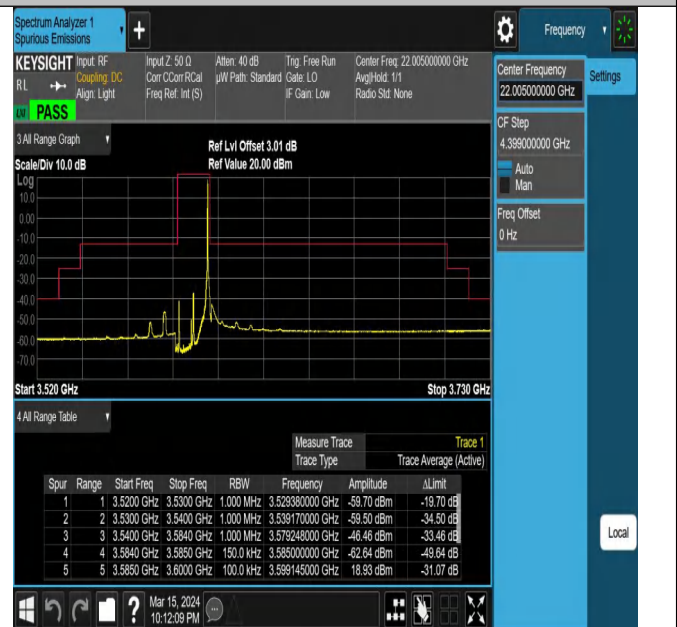 Spectrum Analyzer 1
Spurious Emissions
Frequency
KEYSIGHT Input: RF Input Z: 50 Ω Atten: 40 dB Trig: Free Run Center Freq: 22.005000000 GHz
RL Coupling: DC Corr CCorr RCal µW Path: Standard Gate: LO Avg|Hold: 1/1
Align: Light Freq Ref: Int (S) IF Gain: Low Radio Std: None
PASS
Center Frequency
22.005000000 GHz
Settings
CF Step
4.399000000 GHz
Auto
Man
Freq Offset
0 Hz
3 All Range Graph
Ref Lvl Offset 3.01 dB
Scale/Div 10.0 dB Ref Value 20.00 dBm
Log
10.0
0.00
-10.0
-20.0
-30.0
-40.0
-50.0
-60.0
-70.0
Start 3.520 GHz Stop 3.730 GHz
4 All Range Table
Measure Trace Trace 1
Trace Type Trace Average (Active)
Spur Range Start Freq Stop Freq RBW Frequency Amplitude ΔLimit
1 1 3.5200 GHz 3.5300 GHz 1.000 MHz 3.529380000 GHz -59.70 dBm -19.70 dB
2 2 3.5300 GHz 3.5400 GHz 1.000 MHz 3.539170000 GHz -59.50 dBm -34.50 dB
3 3 3.5400 GHz 3.5840 GHz 1.000 MHz 3.579248000 GHz -46.46 dBm -33.46 dB
4 4 3.5840 GHz 3.5850 GHz 150.0 kHz 3.585000000 GHz -62.64 dBm -49.64 dB
5 5 3.5850 GHz 3.6000 GHz 100.0 kHz 3.599145000 GHz 18.93 dBm -31.07 dB
Local
?
Mar 15, 2024
10:12:09 PM